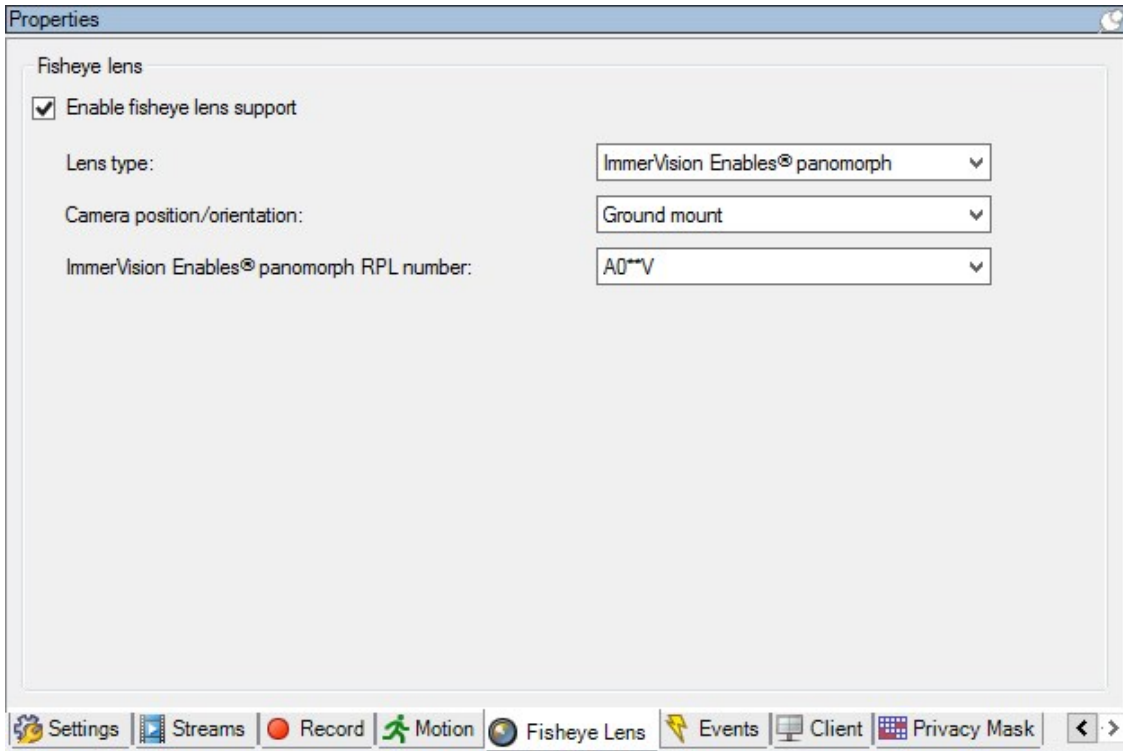 Properties
Fisheye lens
Enable fisheye lens support
Lens type:
ImmerVision Enables® panomorph
Camera position/orientation:
Ground mount
ImmerVision Enables® panomorph RPL number:
A0**V
Settings Streams Record Motion Fisheye Lens Events Client Privacy Mask